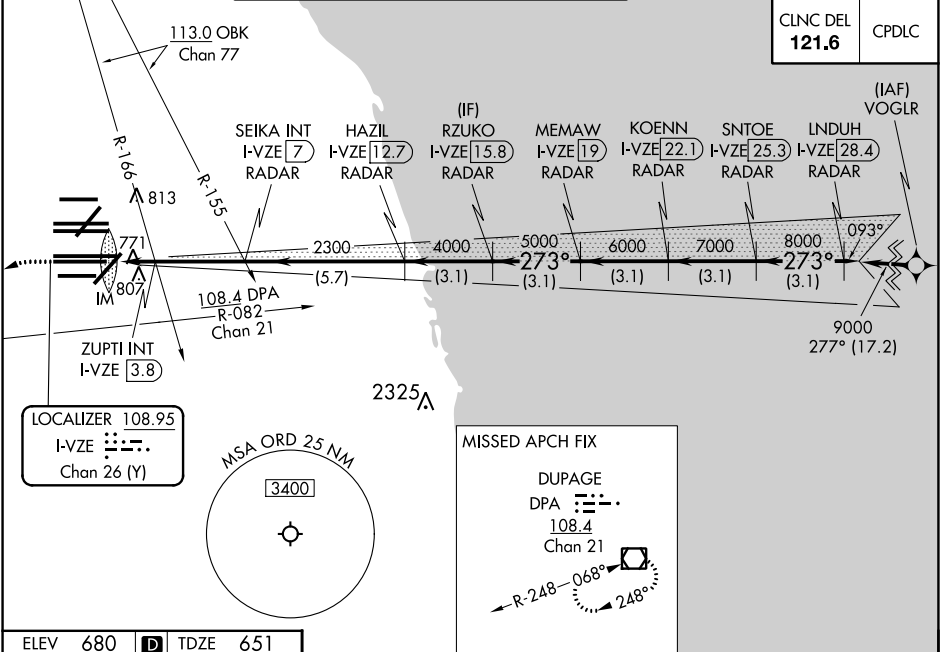 113.0 OBK
Chan 77
CLNC DEL
121.6
CPDLC
(IAF)
VOGLR
SEIKA INT
I-VZE 7
RADAR
HAZIL
I-VZE 12.7
RADAR
(IF)
RZUKO
I-VZE 15.8
RADAR
MEMAW
I-VZE 19
RADAR
KOENN
I-VZE 22.1
RADAR
SNTOE
I-VZE 25.3
RADAR
LNDUH
I-VZE 28.4
RADAR
R-166
R-155
813
771
807
IM
2300
(5.7)
4000
(3.1)
5000
273°
(3.1)
6000
(3.1)
7000
(3.1)
8000
273°
(3.1)
093°
9000
277° (17.2)
108.4 DPA
R-082
Chan 21
ZUPTI INT
I-VZE 3.8
2325
LOCALIZER 108.95
I-VZE
Chan 26 (Y)
MSA ORD 25 NM
3400
MISSED APCH FIX
DUPAGE
DPA
108.4
Chan 21
R-248
068°
248°
ELEV 680 D TDZE 651